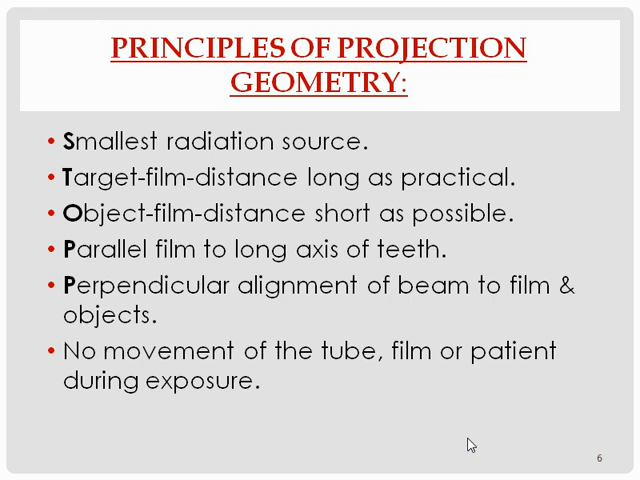 PRINCIPLES OF PROJECTION
GEOMETRY:
• Smallest radiation source.
• Target-film-distance long as practical.
• Object-film-distance short as possible.
• Parallel film to long axis of teeth.
• Perpendicular alignment of beam to film &
objects.
• No movement of the tube, film or patient
during exposure.
6